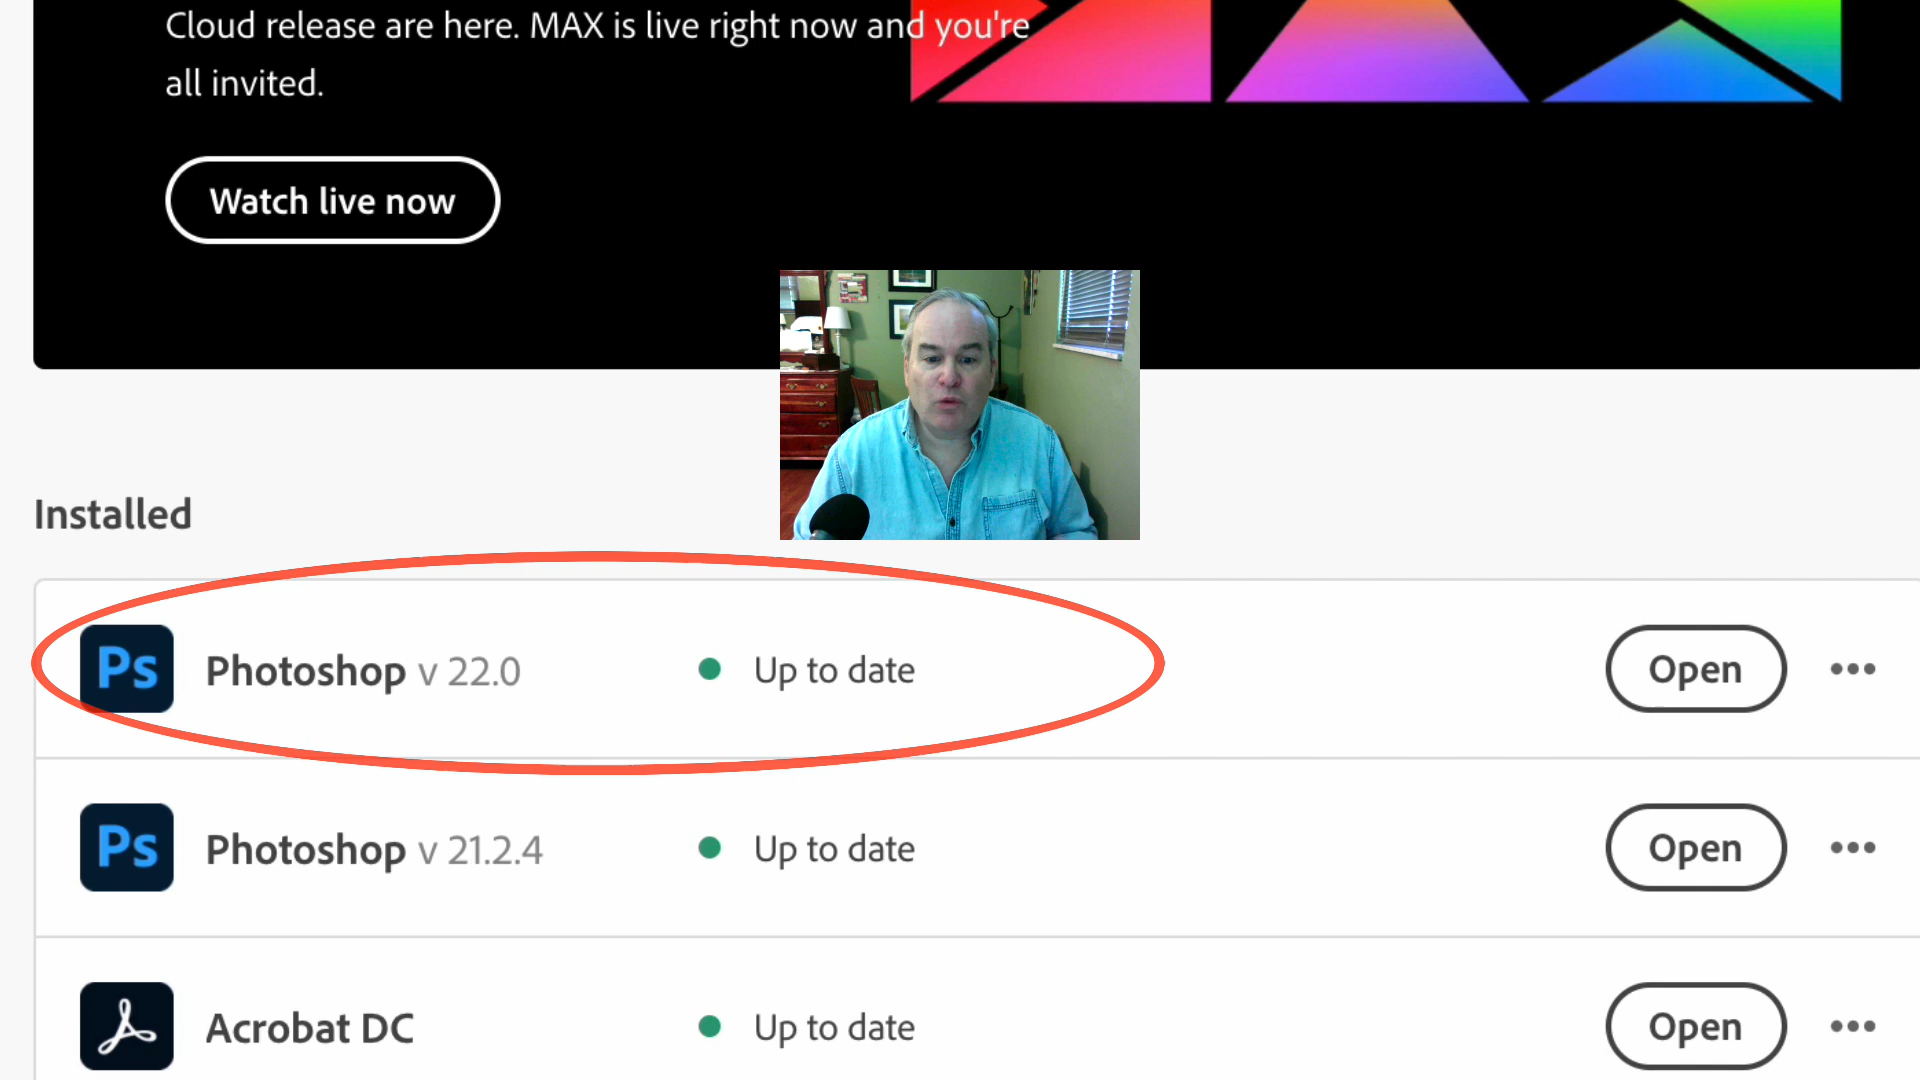 Cloud release are here. MAX is live right now and you're
all invited.
Watch live now
Installed
Ps Photoshop v 22.0 Up to date Open
Ps Photoshop v 21.2.4 Up to date Open
Acrobat DC Up to date Open